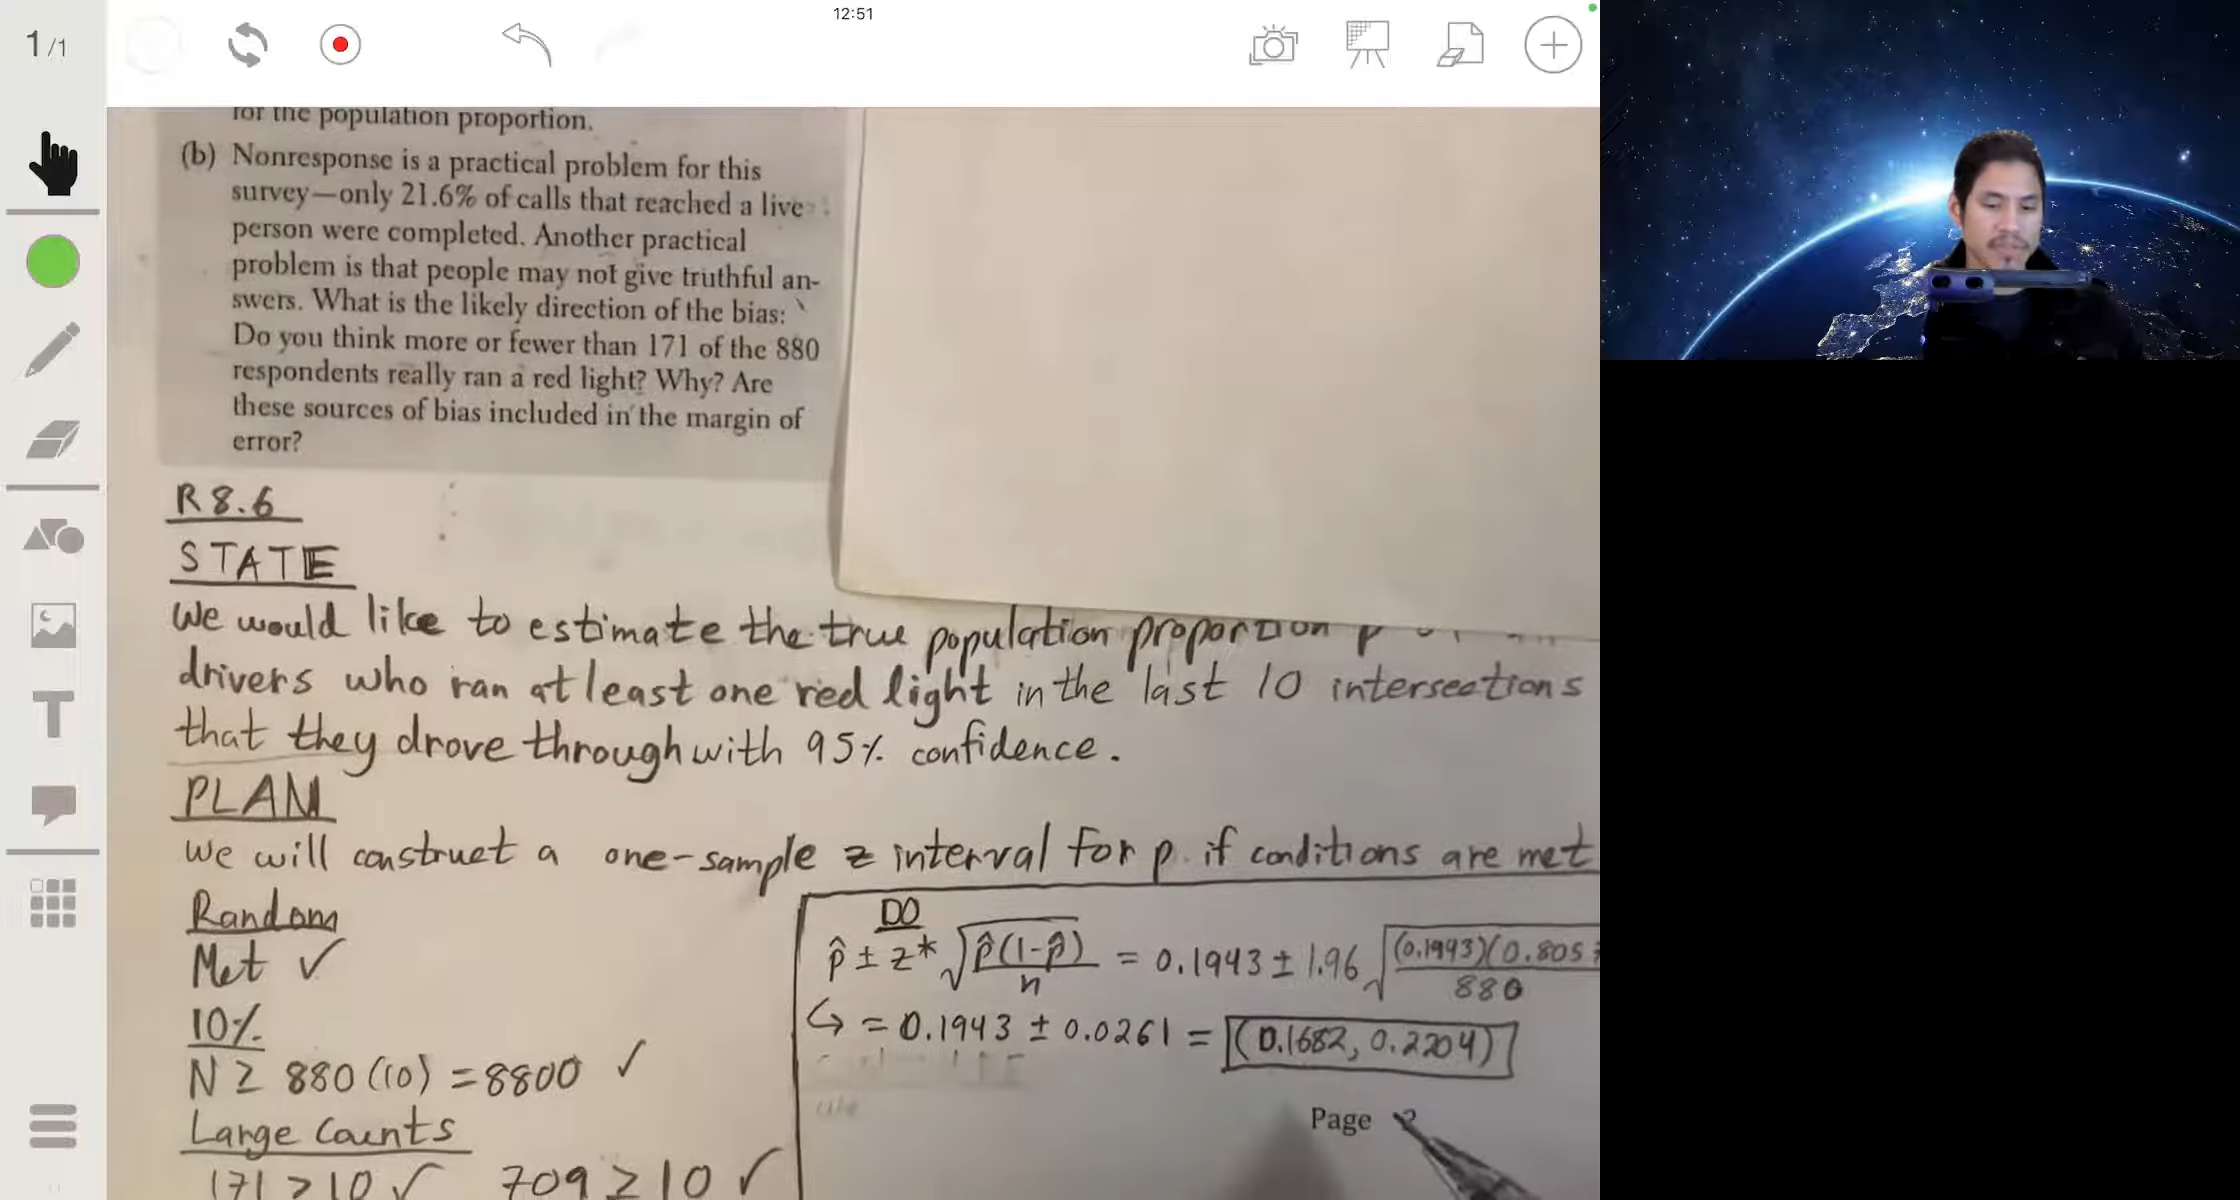 12:51
1/1
for the population proportion.
(b) Nonresponse is a practical problem for this
survey—only 21.6% of calls that reached a live
person were completed. Another practical
problem is that people may not give truthful an-
swers. What is the likely direction of the bias:
Do you think more or fewer than 171 of the 880
respondents really ran a red light? Why? Are
these sources of bias included in the margin of
error?
R 8.6
STATE
We would like to estimate the true population proportion p
drivers who ran at least one red light in the last 10 intersections
that they drove through with 95% confidence.
PLAN
We will construct a one-sample z interval for p if conditions are met
Random
Met ✓
10%
N ≥ 880(10) = 8800 ✓
Large Counts
171 ≥ 10 ✓ 709 ≥ 10 ✓
DO
p̂ ± z* √(p̂(1-p̂)/n) = 0.1943 ± 1.96 √((0.1943)(0.805/880
↳ = 0.1943 ± 0.0261 = (0.1682, 0.2204)
Page
T